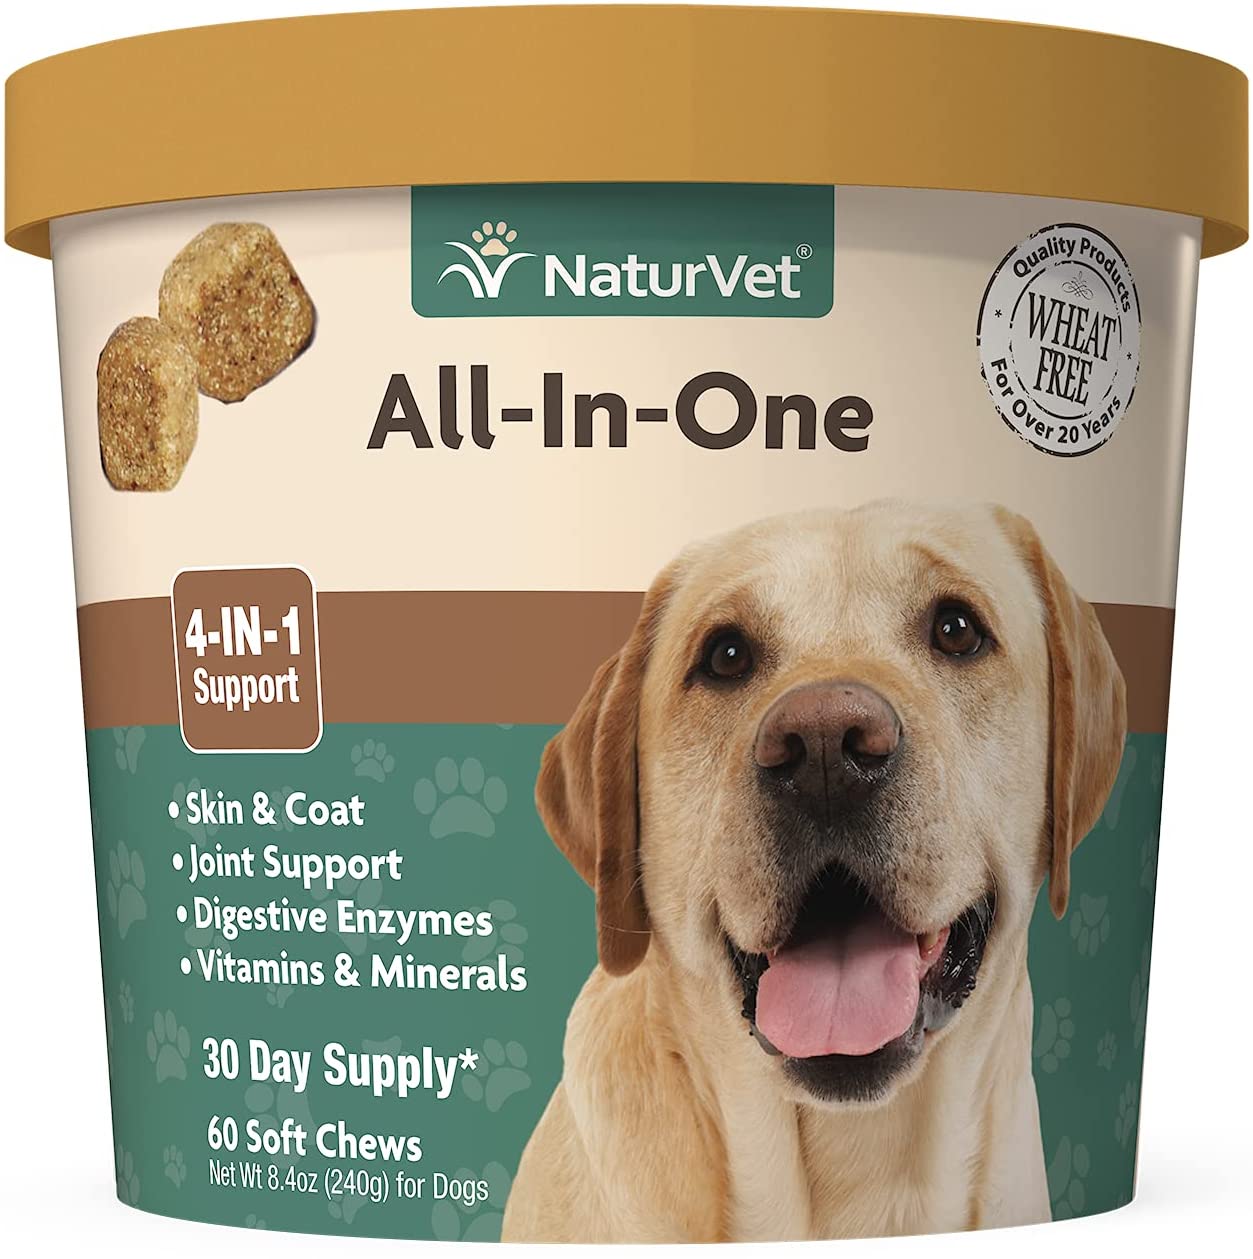 NaturVet®
All-In-One
Quality Products
WHEAT
FREE
* For Over 20 Years *
4-IN-1
Support
• Skin & Coat
• Joint Support
• Digestive Enzymes
• Vitamins & Minerals
30 Day Supply*
60 Soft Chews
Net Wt 8.4oz (240g) for Dogs